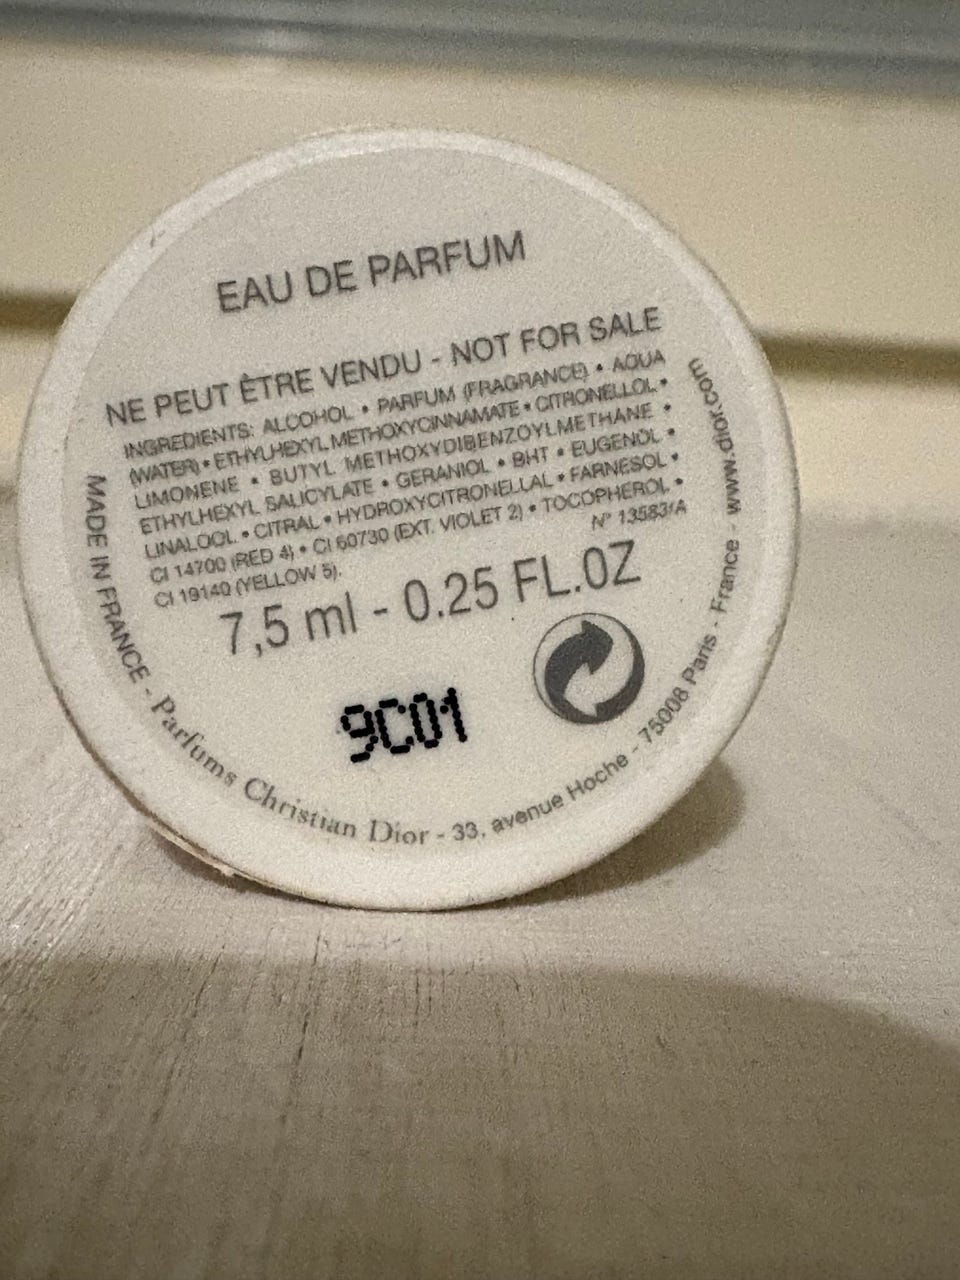 EAU DE PARFUM
NE PEUT ÊTRE VENDU - NOT FOR SALE
INGREDIENTS: ALCOHOL • PARFUM (FRAGRANCE) • AQUA
(WATER) • ETHYLHEXYL METHOXYCINNAMATE • CITRONELLOL •
LIMONENE • BUTYL METHOXYDIBENZOYLMETHANE •
ETHYLHEXYL SALICYLATE • GERANIOL • BHT • EUGENOL •
LINALOOL • CITRAL • HYDROXYCITRONELLAL • FARNESOL •
CI 14700 (RED 4) • CI 60730 (EXT. VIOLET 2) • TOCOPHEROL •
CI 19140 (YELLOW 5).
N° 13583/A
7,5 ml - 0.25 FL.OZ
9C01
MADE IN FRANCE - Parfums Christian Dior - 33, avenue Hoche - 75008 Paris - France - www.dior.com